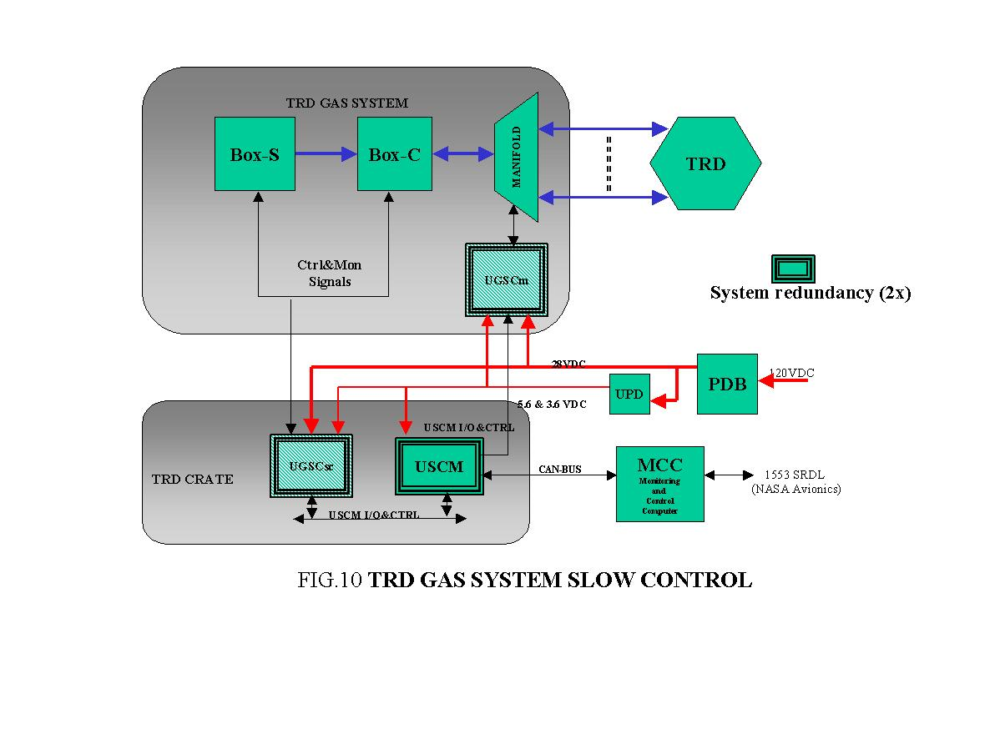 TRD GAS SYSTEM
Box-S
Box-C
MANIFOLD
TRD
Ctrl&Mon
Signals
UGSCm
System redundancy (2x)
28VDC
PDB
120VDC
UPD
5.6 & 3.6 VDC
USCM I/O&CTRL
TRD CRATE
UGSCsc
USCM
CAN-BUS
MCC
Monitoring
and
Control
Computer
1553 SRDL
(NASA Avionics)
USCM I/O&CTRL
FIG.10 TRD GAS SYSTEM SLOW CONTROL